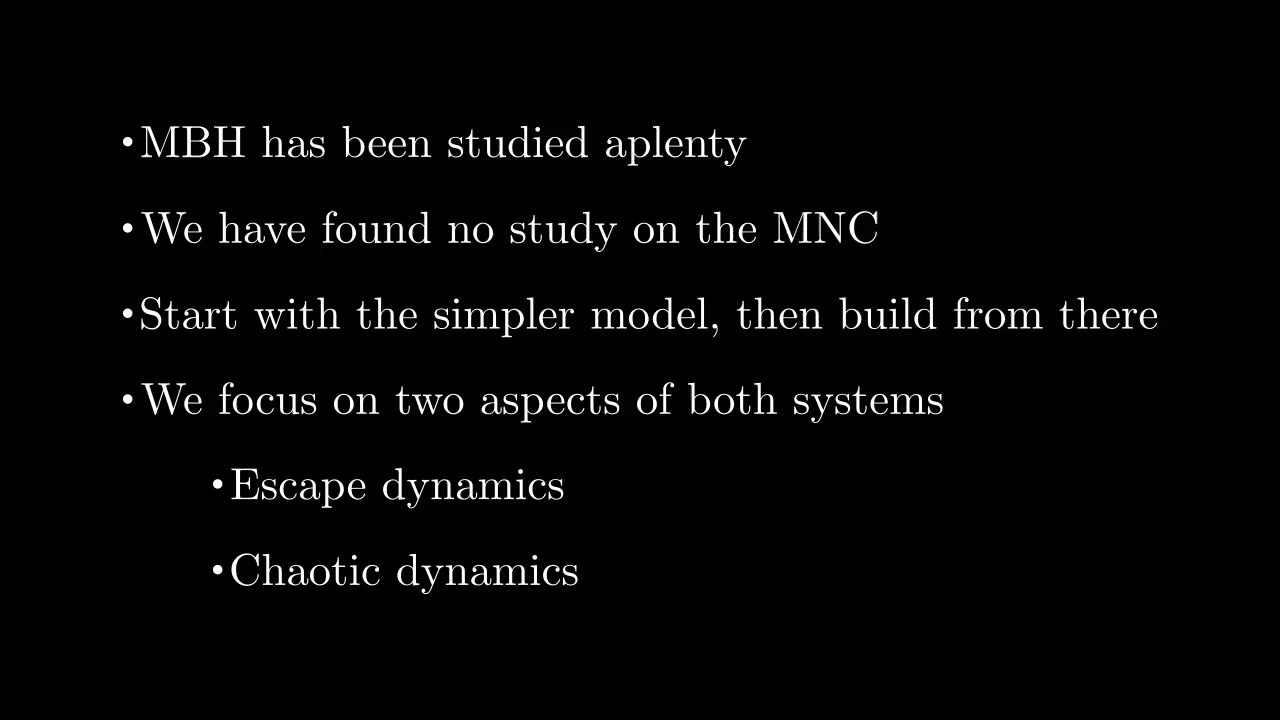 •MBH has been studied aplenty
•We have found no study on the MNC
•Start with the simpler model, then build from there
•We focus on two aspects of both systems
•Escape dynamics
•Chaotic dynamics